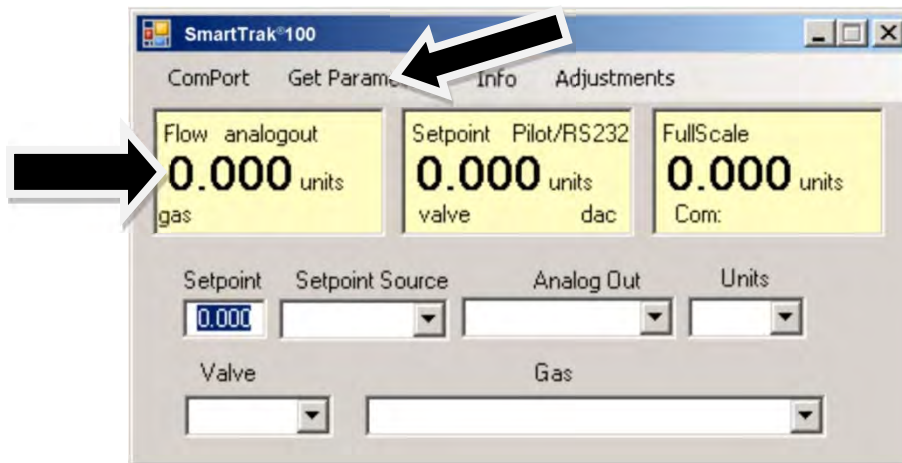 SmartTrak®100
ComPort Get Info Adjustments
Flow analogout Setpoint Pilot/RS232 FullScale
0.000 units 0.000 units 0.000 units
gas valve dac Com:
Setpoint Setpoint Source Analog Out Units
0.000
Valve Gas